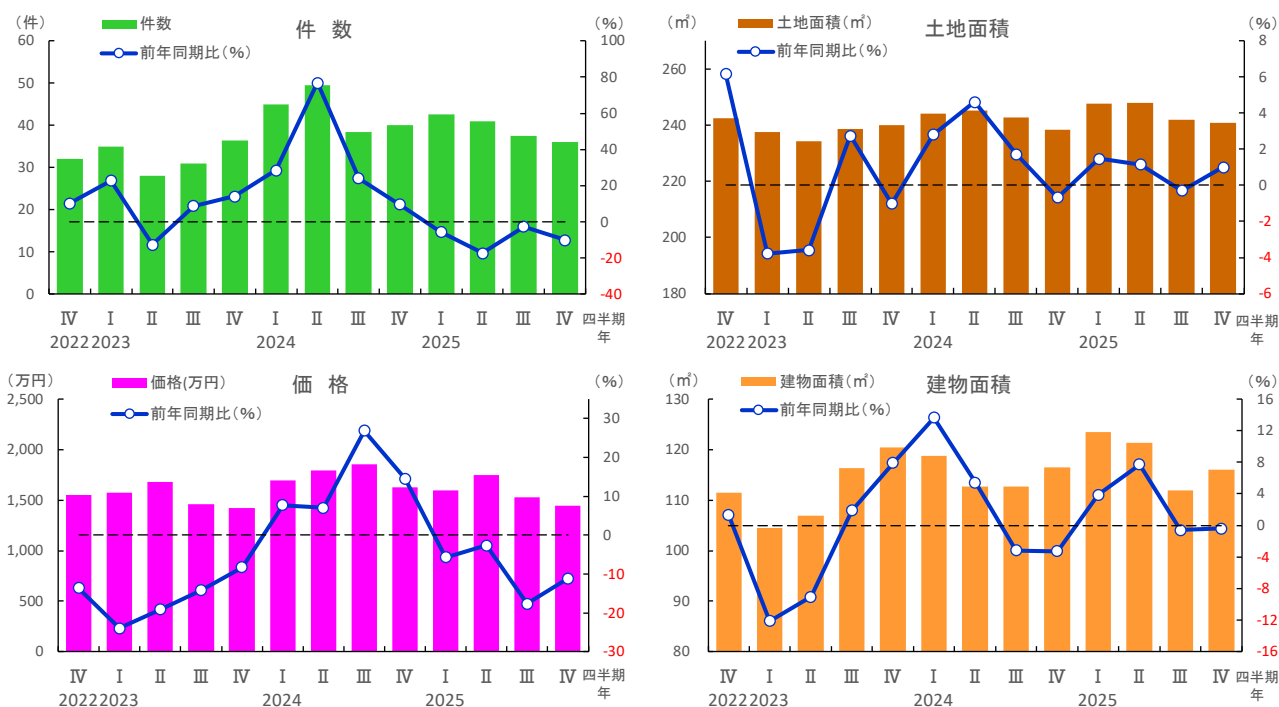 (件)
件数
件 数
(%)
前年同期比(%)
60
50
40
30
20
10
0
100
80
60
40
20
0
-20
-40
Ⅳ Ⅰ Ⅱ Ⅲ Ⅳ Ⅰ Ⅱ Ⅲ Ⅳ Ⅰ Ⅱ Ⅲ Ⅳ 四半期
2022 2023 2024 2025 年
(㎡)
土地面積(㎡)
土地面積
(%)
前年同期比(%)
260
240
220
200
180
8
6
4
2
0
-2
-4
-6
Ⅳ Ⅰ Ⅱ Ⅲ Ⅳ Ⅰ Ⅱ Ⅲ Ⅳ Ⅰ Ⅱ Ⅲ Ⅳ 四半期
2022 2023 2024 2025 年
(万円)
価格(万円)
価 格
(%)
前年同期比(%)
2,500
2,000
1,500
1,000
500
0
30
20
10
0
-10
-20
-30
Ⅳ Ⅰ Ⅱ Ⅲ Ⅳ Ⅰ Ⅱ Ⅲ Ⅳ Ⅰ Ⅱ Ⅲ Ⅳ 四半期
2022 2023 2024 2025 年
(㎡)
建物面積(㎡)
建物面積
(%)
前年同期比(%)
130
120
110
100
90
80
16
12
8
4
0
-4
-8
-12
-16
Ⅳ Ⅰ Ⅱ Ⅲ Ⅳ Ⅰ Ⅱ Ⅲ Ⅳ Ⅰ Ⅱ Ⅲ Ⅳ 四半期
2022 2023 2024 2025 年